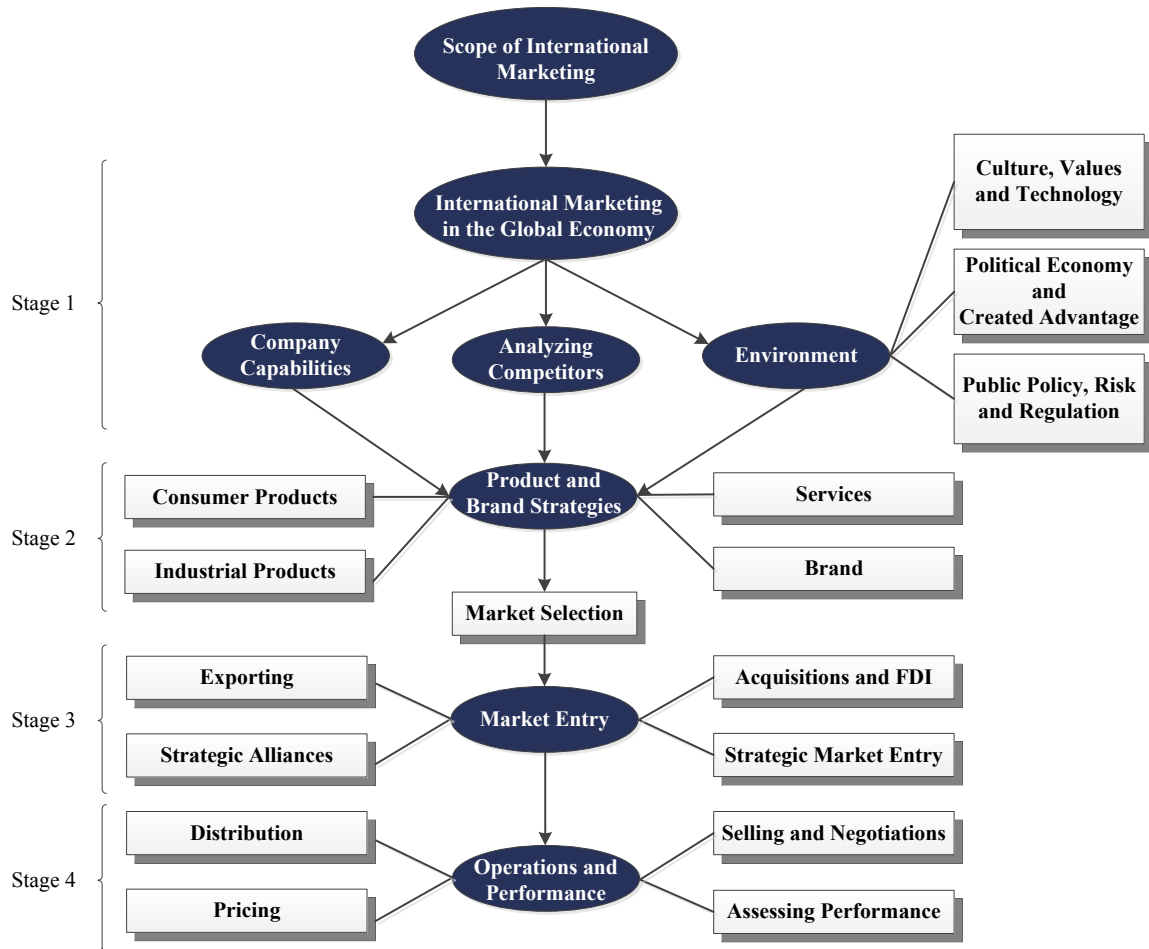 Scope of International
Marketing
International Marketing
in the Global Economy
Culture, Values
and Technology
Political Economy
and
Created Advantage
Public Policy, Risk
and Regulation
Stage 1
Company
Capabilities
Analyzing
Competitors
Environment
Stage 2
Consumer Products
Industrial Products
Product and
Brand Strategies
Services
Brand
Market Selection
Stage 3
Exporting
Strategic Alliances
Market Entry
Acquisitions and FDI
Strategic Market Entry
Stage 4
Distribution
Pricing
Operations and
Performance
Selling and Negotiations
Assessing Performance